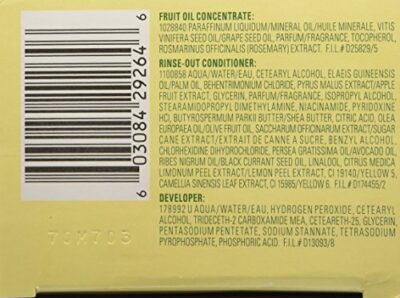 FRUIT OIL CONCENTRATE:
1028840 PARAFFINUM LIQUIDUM/MINERAL OIL/HUILE MINERALE, VITIS
VINIFERA SEED OIL/GRAPE SEED OIL, PARFUM/FRAGRANCE, TOCOPHEROL,
ROSMARINUS OFFICINALIS (ROSEMARY) EXTRACT. F.I.L.# D25829/5
RINSE-OUT CONDITIONER:
1100858 AQUA/WATER/EAU, CETEARYL ALCOHOL, ELAEIS GUINEENSIS
OIL/PALM OIL, BEHENTRIMONIUM CHLORIDE, PYRUS MALUS EXTRACT/APPLE
FRUIT EXTRACT, GLYCERIN, PARFUM/FRAGRANCE, ISOPROPYL ALCOHOL,
STEARAMIDOPROPYL DIMETHYLAMINE, NIACINAMIDE, PYRIDOXINE
HCl, BUTYROSPERMUM PARKII BUTTER/SHEA BUTTER, CITRIC ACID, OLEA
EUROPAEA OIL/OLIVE FRUIT OIL, SACCHARUM OFFICINARUM EXTRACT/SUGAR
CANE EXTRACT/EXTRAIT DE CANNE A SUCRE, BENZYL ALCOHOL,
CHLORHEXIDINE DIHYDROCHLORIDE, PERSEA GRATISSIMA OIL/AVOCADO OIL,
RIBES NIGRUM OIL/BLACK CURRANT SEED OIL, LINALOOL, CITRUS MEDICA
LIMONUM PEEL EXTRACT/LEMON PEEL EXTRACT, CI 19140/YELLOW 5,
CAMELLIA SINENSIS LEAF EXTRACT, CI 15985/YELLOW 6. F.I.L.# D174455/2
DEVELOPER:
178992 U AQUA/WATER/EAU, HYDROGEN PEROXIDE, CETEARYL
ALCOHOL, TRIDECETH-2 CARBOXAMIDE MEA, CETEARETH-25, GLYCERIN,
PENTASODIUM PENTETATE, SODIUM STANNATE, TETRASODIUM
PYROPHOSPHATE, PHOSPHORIC ACID. F.I.L.# D13093/8
6 03084 29264 6